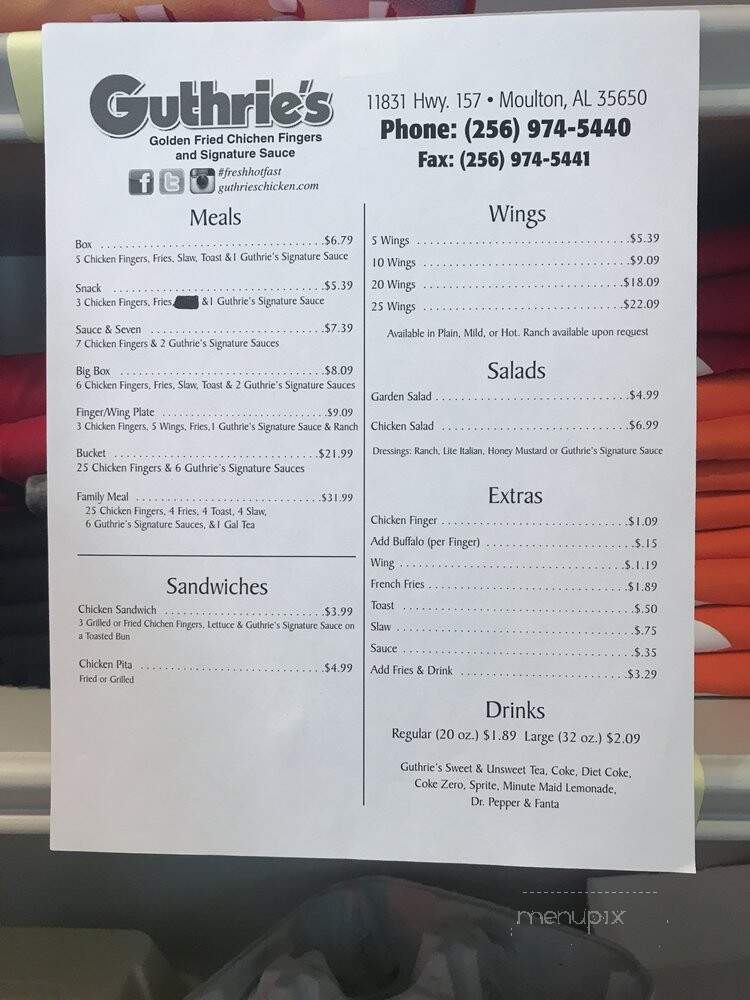 Guthrie's
Golden Fried Chichen Fingers
and Signature Sauce
#freshhotfast
guthrieschicken.com
11831 Hwy. 157 • Moulton, AL 35650
Phone: (256) 974-5440
Fax: (256) 974-5441
Meals
Box ..............................$6.79
5 Chicken Fingers, Fries, Slaw, Toast &1 Guthrie's Signature Sauce
Snack ..............................$5.39
3 Chicken Fingers, Fries, &1 Guthrie's Signature Sauce
Sauce & Seven ..............................$7.39
7 Chicken Fingers & 2 Guthrie's Signature Sauces
Big Box ..............................$8.09
6 Chicken Fingers, Fries, Slaw, Toast & 2 Guthrie's Signature Sauces
Finger/Wing Plate ..............................$9.09
3 Chicken Fingers, 5 Wings, Fries,1 Guthrie's Signature Sauce & Ranch
Bucket ..............................$21.99
25 Chicken Fingers & 6 Guthrie's Signature Sauces
Family Meal ..............................$31.99
25 Chicken Fingers, 4 Fries, 4 Toast, 4 Slaw,
6 Guthrie's Signature Sauces, &1 Gal Tea
Sandwiches
Chicken Sandwich ..............................$3.99
3 Grilled or Fried Chicken Fingers, Lettuce & Guthrie's Signature Sauce on
a Toasted Bun
Chicken Pita ..............................$4.99
Fried or Grilled
Wings
5 Wings ..............................$5.39
10 Wings ..............................$9.09
20 Wings ..............................$18.09
25 Wings ..............................$22.09
Available in Plain, Mild, or Hot. Ranch available upon request
Salads
Garden Salad ..............................$4.99
Chicken Salad ..............................$6.99
Dressings: Ranch, Lite Italian, Honey Mustard or Guthrie's Signature Sauce
Extras
Chicken Finger ..............................$1.09
Add Buffalo (per Finger) ..............................$.15
Wing ..............................$.1.19
French Fries ..............................$1.89
Toast ..............................$.50
Slaw ..............................$.75
Sauce ..............................$.35
Add Fries & Drink ..............................$3.29
Drinks
Regular (20 oz.) $1.89 Large (32 oz.) $2.09
Guthrie's Sweet & Unsweet Tea, Coke, Diet Coke,
Coke Zero, Sprite, Minute Maid Lemonade,
Dr. Pepper & Fanta
menupix